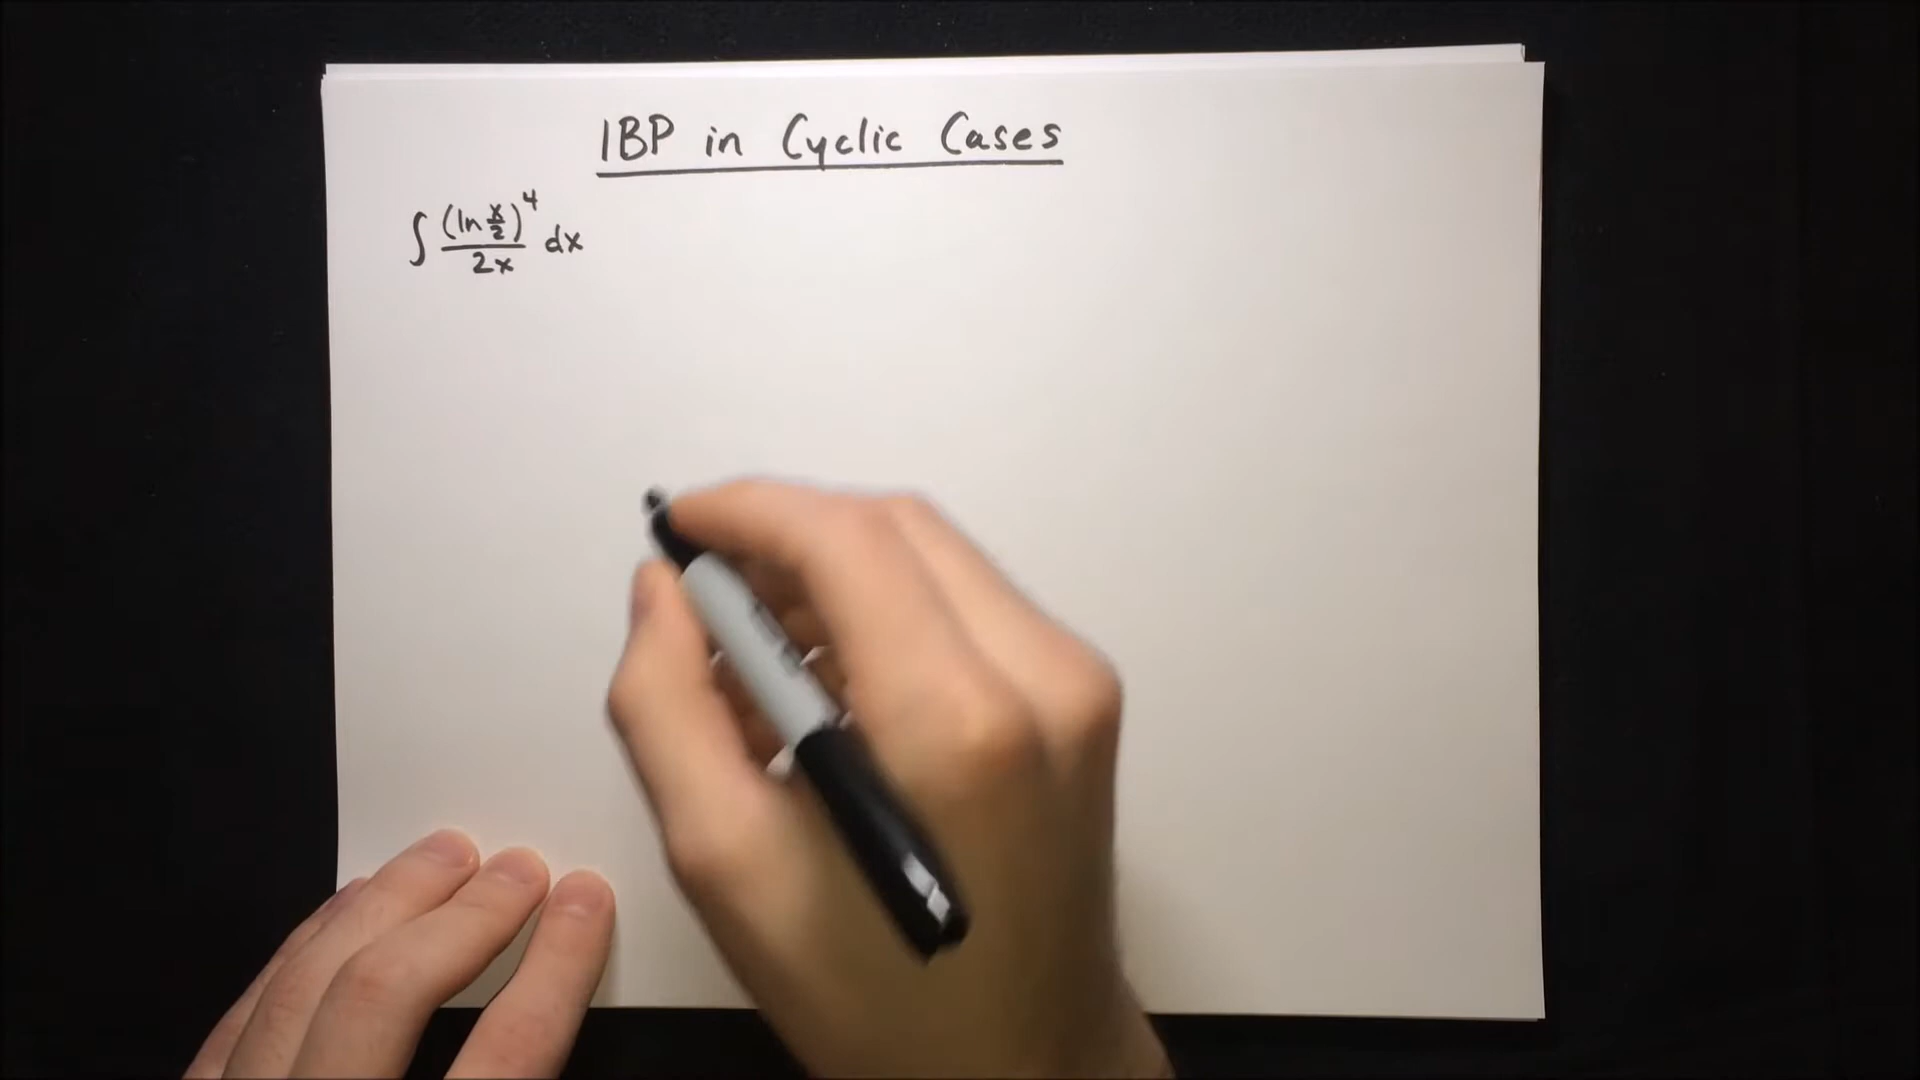 IBP in Cyclic Cases
∫ (ln x/2)^4 / 2x dx